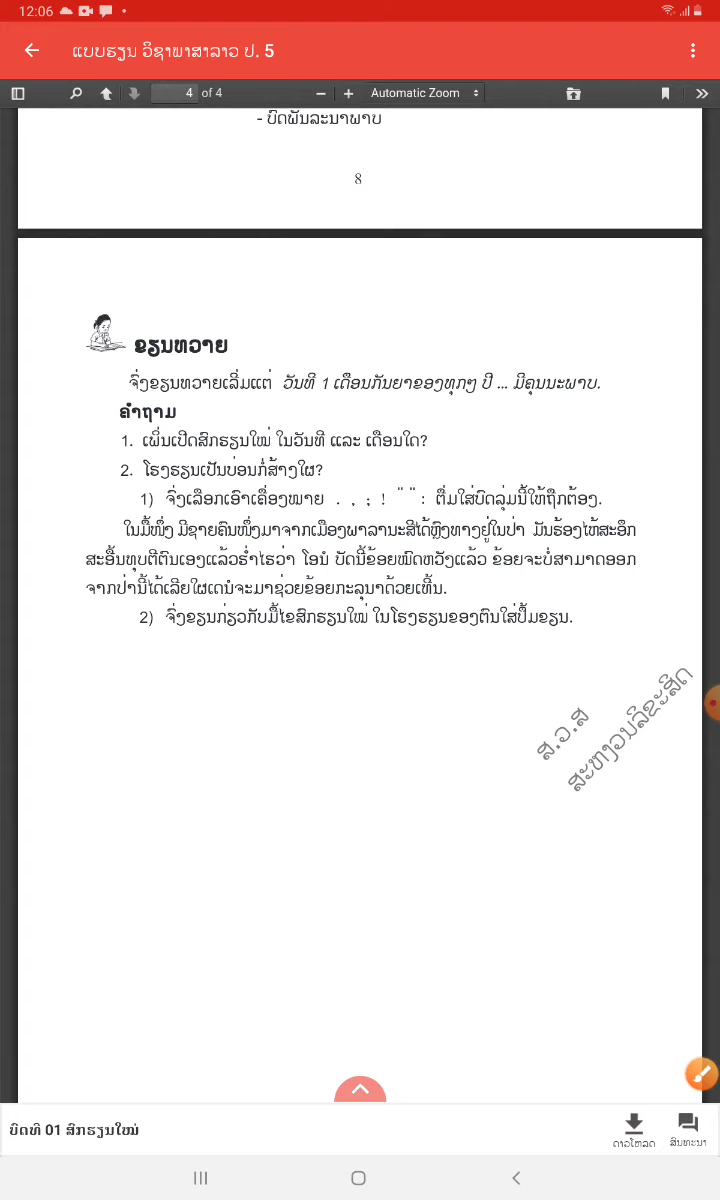 12:06
ແບບຮຽນ ວິຊາພາສາລາວ ປ. 5
4 of 4 Automatic Zoom
- ບົດພັນລະນາພາບ
8
ຂຽນທວາຍ
ຈົ່ງຂຽນທວາຍເລີ່ມແຕ່ ວັນທີ 1 ເດືອນກັນຍາຂອງທຸກໆ ປີ ... ມີຄຸນນະພາບ.
ຄຳຖາມ
1. ເພິ່ນເປີດສົກຮຽນໃໝ່ ໃນວັນທີ ແລະ ເດືອນໃດ?
2. ໂຮງຮຽນເປັນບ່ອນກໍ່ສ້າງໃຜ?
1) ຈົ່ງເລືອກເອົາເຄື່ອງໝາຍ . , ; ! ¨ ¨ : ຕື່ມໃສ່ບົດລຸ່ມນີ້ໃຫ້ຖືກຕ້ອງ.
ໃນມື້ໜຶ່ງ ມີຊາຍຄົນໜຶ່ງມາຈາກເມືອງພາລານະສີໄດ້ຫຼົງທາງຢູ່ໃນປ່າ ມັນຮ້ອງໄຫ້ສະອຶກ
ສະອື້ນທຸບຕີຕົນເອງແລ້ວຮ່ຳໄຮວ່າ ໂອນໍ ບັດນີ້ຂ້ອຍໝົດຫວັງແລ້ວ ຂ້ອຍຈະບໍ່ສາມາດອອກ
ຈາກປ່ານີ້ໄດ້ເລີຍໃຜເດນໍຈະມາຊ່ວຍຂ້ອຍກະລຸນາດ້ວຍເທີ້ນ.
2) ຈົ່ງຂຽນກ່ຽວກັບມື້ໄຂສົກຮຽນໃໝ່ ໃນໂຮງຮຽນຂອງຕົນໃສ່ປຶ້ມຂຽນ.
ສ.ວ.ສ
ສະຫງວນລິຂະສິດ
ບົດທີ 01 ສົກຮຽນໃໝ່
ດາວໂຫລດ ສົນທະນາ